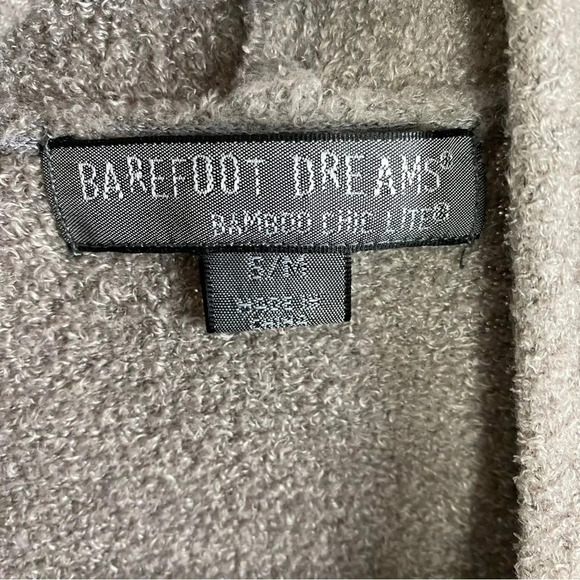 BAREFOOT DREAMS®
BAMBOO CHIC LITE®
S/M
MADE IN
CHINA